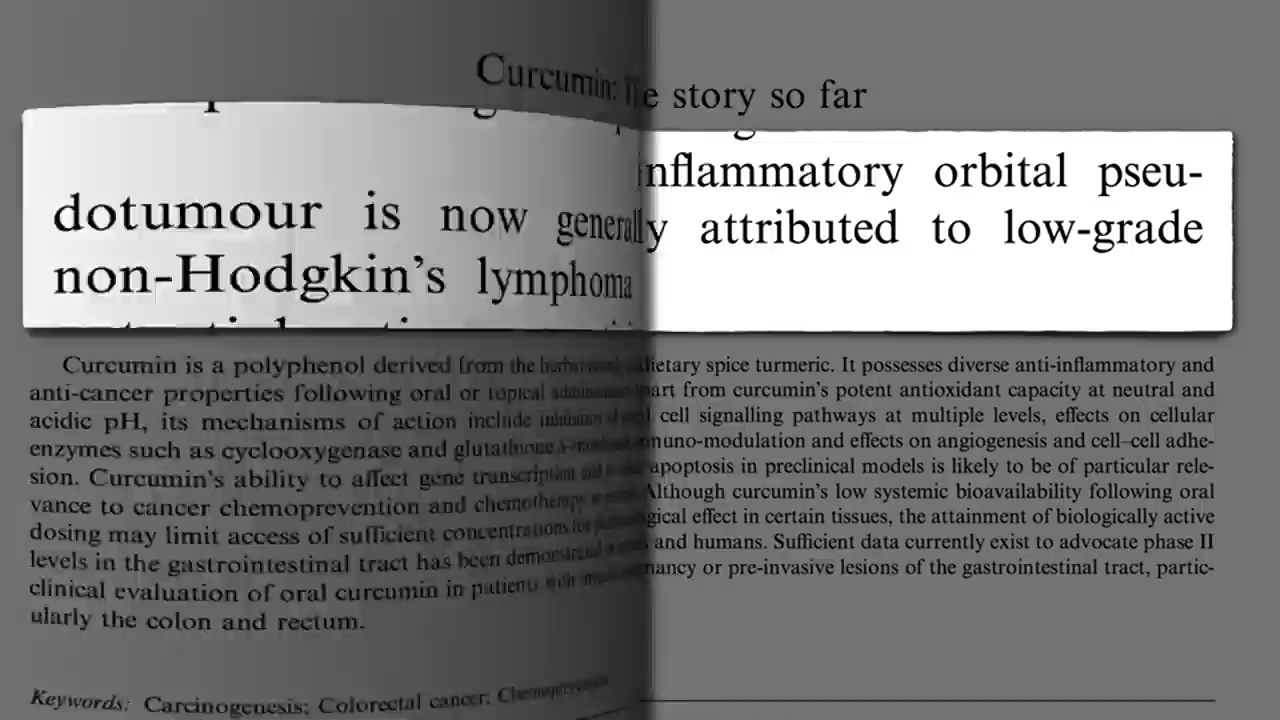 Curcumin: The story so far
inflammatory orbital pseu-
dotumour is now generally attributed to low-grade
non-Hodgkin's lymphoma
Curcumin is a polyphenol derived from the dietary spice turmeric. It possesses diverse anti-inflammatory and
anti-cancer properties following oral or topical from curcumin's potent antioxidant capacity at neutral and
acidic pH, its mechanisms of action include cell signalling pathways at multiple levels, effects on cellular
enzymes such as cyclooxygenase and glutathione and effects on angiogenesis and cell–cell adhe-
sion. Curcumin's ability to affect gene transcription apoptosis in preclinical models is likely to be of particular rele-
vance to cancer chemoprevention and chemotherapy Although curcumin's low systemic bioavailability following oral
dosing may limit access of sufficient concentrations effect in certain tissues, the attainment of biologically active
levels in the gastrointestinal tract has been demonstrated and humans. Sufficient data currently exist to advocate phase II
clinical evaluation of oral curcumin in patients or pre-invasive lesions of the gastrointestinal tract, partic-
ularly the colon and rectum.
Keywords: Carcinogenesis; Colorectal cancer;